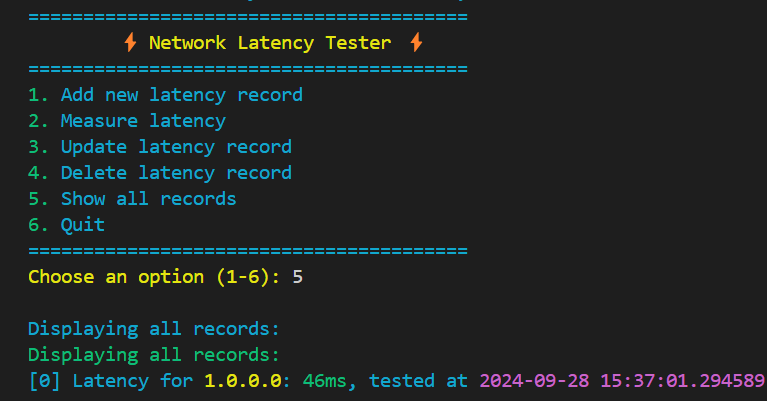 ========================================
⚡ Network Latency Tester ⚡
========================================
1. Add new latency record
2. Measure latency
3. Update latency record
4. Delete latency record
5. Show all records
6. Quit
========================================
Choose an option (1-6): 5
Displaying all records:
Displaying all records:
[0] Latency for 1.0.0.0: 46ms, tested at 2024-09-28 15:37:01.294589